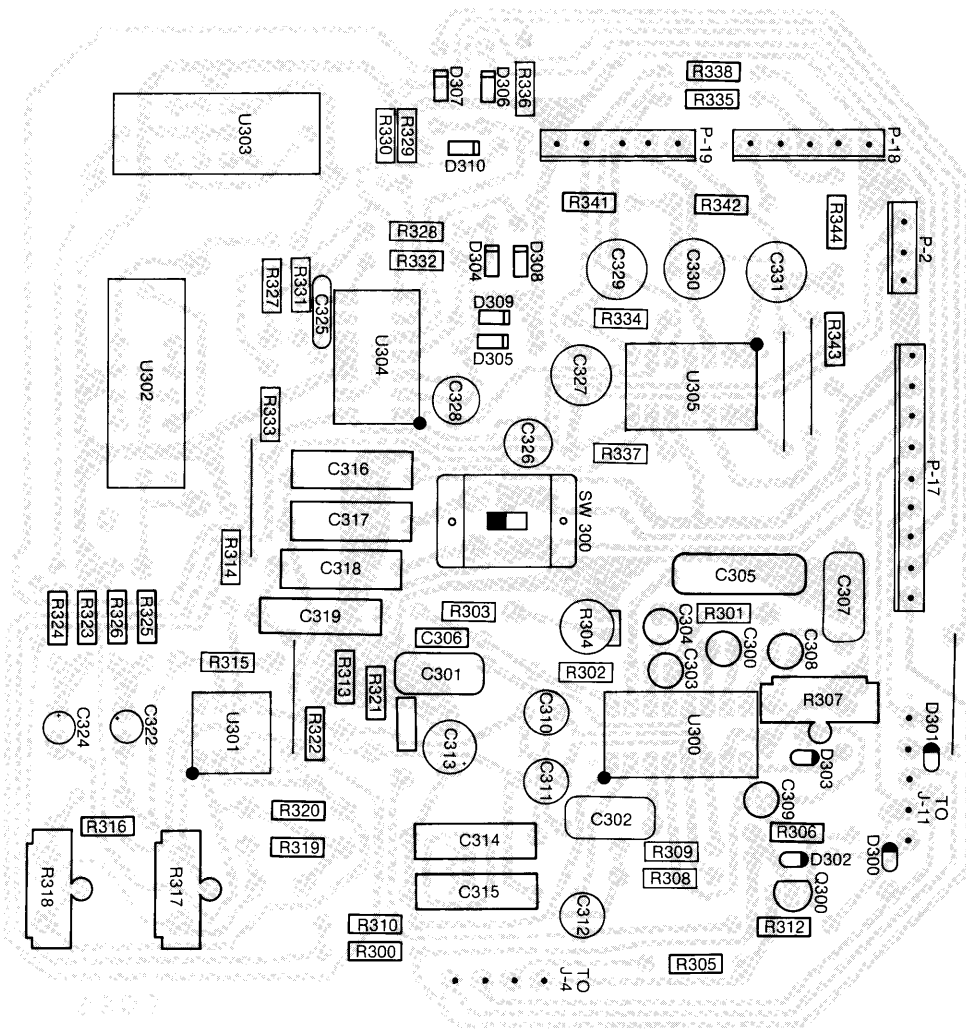 R338
D307
D306
R336
R335
U303
R330
R329
P-19
P-18
D310
R341
R342
R344
P-2
R328
R332
D304
D308
C329
C330
C331
R327
R331
C325
D309
R334
R343
U302
U304
D305
U305
C327
C328
R333
C326
R337
C316
P-17
C317
SW 300
R314
C318
C305
C307
R324
R323
R326
R325
C319
R303
R304
C304
R301
C306
C300
C308
R315
R313
C301
R302
C303
R321
R307
C324
C322
U301
R322
C313
C310
U300
D301
D303
C311
C309
TO
J-11
R320
R316
C302
R306
R319
C314
R309
D302
D300
R318
R317
R308
C315
Q300
C312
R310
R312
R300
R305
TO
J-4